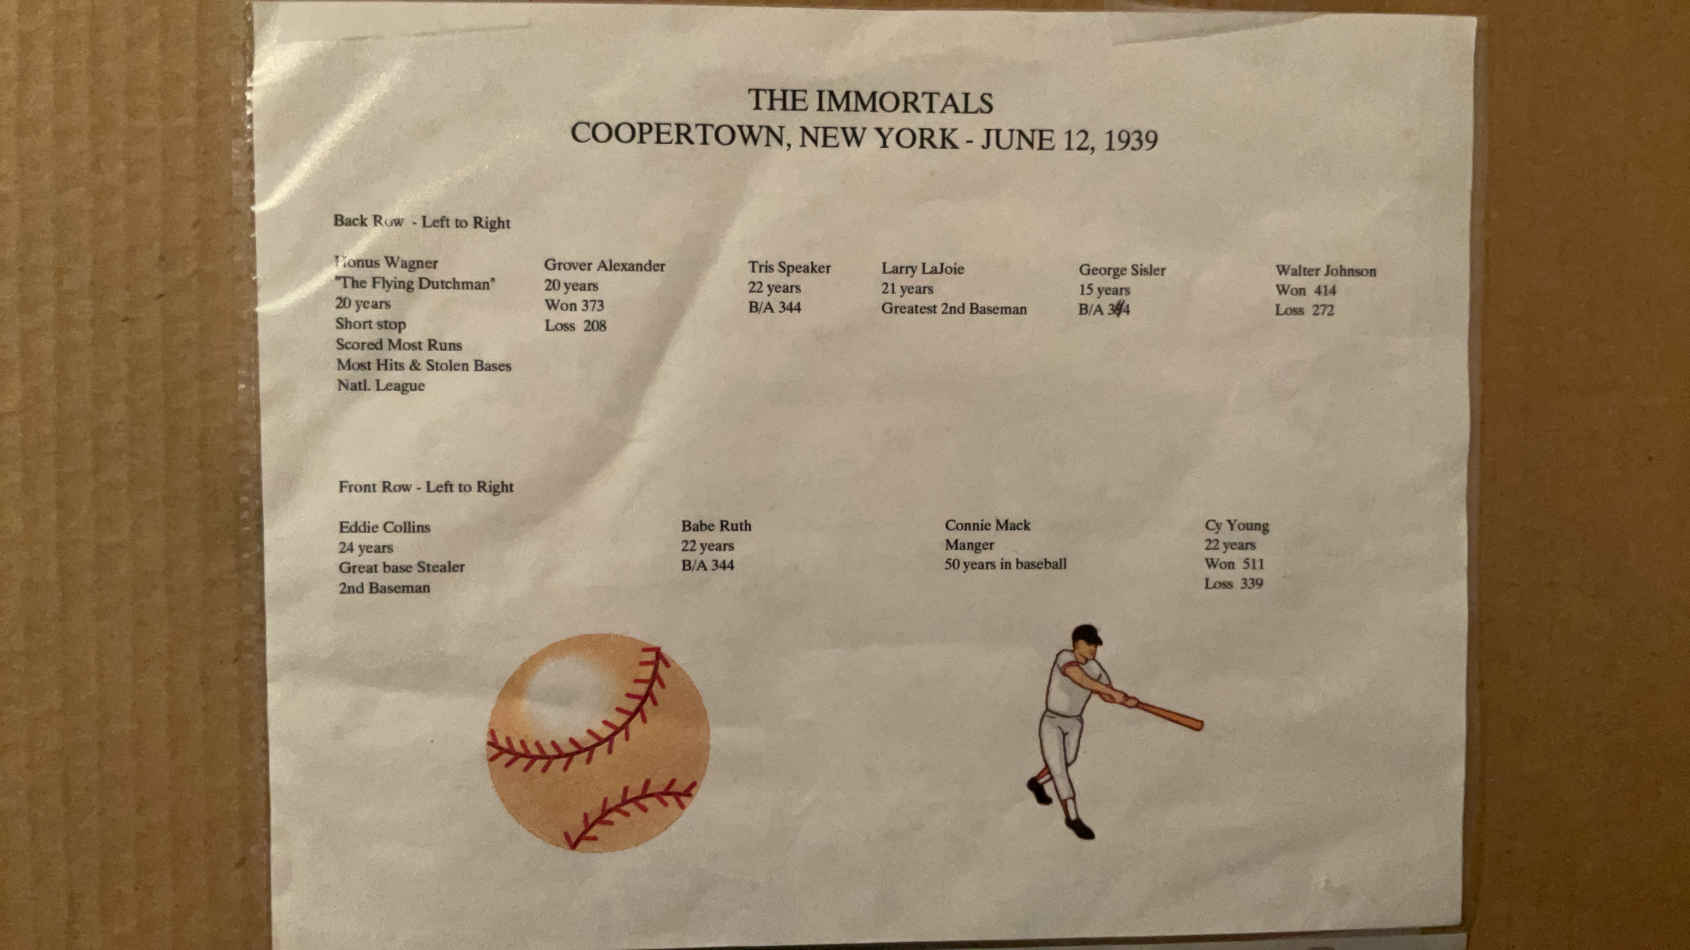 THE IMMORTALS
COOPERTOWN, NEW YORK - JUNE 12, 1939
Back Row - Left to Right
Honus Wagner
"The Flying Dutchman"
20 years
Short stop
Scored Most Runs
Most Hits & Stolen Bases
Natl. League
Grover Alexander
20 years
Won 373
Loss 208
Tris Speaker
22 years
B/A 344
Larry LaJoie
21 years
Greatest 2nd Baseman
George Sisler
15 years
B/A 344
Walter Johnson
Won 414
Loss 272
Front Row - Left to Right
Eddie Collins
24 years
Great base Stealer
2nd Baseman
Babe Ruth
22 years
B/A 344
Connie Mack
Manger
50 years in baseball
Cy Young
22 years
Won 511
Loss 339